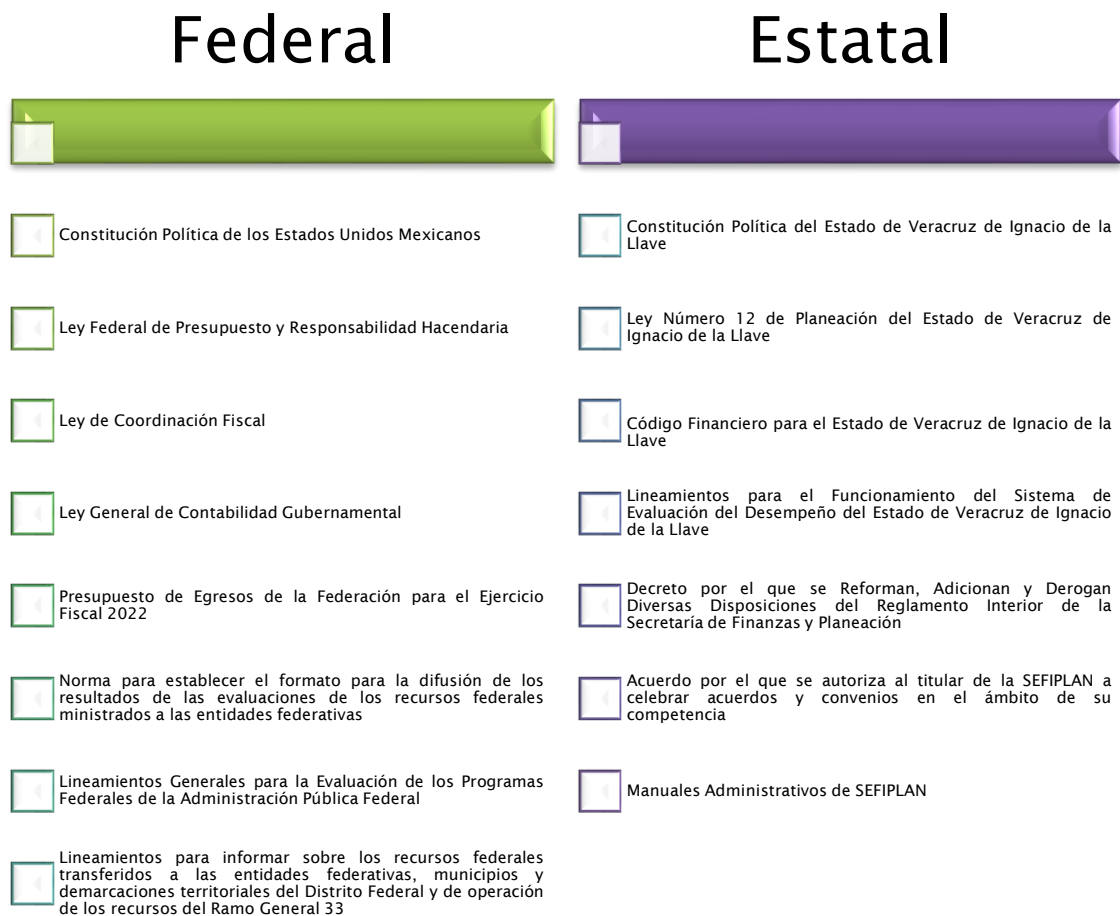 Federal
Constitución Política de los Estados Unidos Mexicanos
Ley Federal de Presupuesto y Responsabilidad Hacendaria
Ley de Coordinación Fiscal
Ley General de Contabilidad Gubernamental
Presupuesto de Egresos de la Federación para el Ejercicio
Fiscal 2022
Norma para establecer el formato para la difusión de los
resultados de las evaluaciones de los recursos federales
ministrados a las entidades federativas
Lineamientos Generales para la Evaluación de los Programas
Federales de la Administración Pública Federal
Lineamientos para informar sobre los recursos federales
transferidos a las entidades federativas, municipios y
demarcaciones territoriales del Distrito Federal y de operación
de los recursos del Ramo General 33
Estatal
Constitución Política del Estado de Veracruz de Ignacio de la
Llave
Ley Número 12 de Planeación del Estado de Veracruz de
Ignacio de la Llave
Código Financiero para el Estado de Veracruz de Ignacio de la
Llave
Lineamientos para el Funcionamiento del Sistema de
Evaluación del Desempeño del Estado de Veracruz de Ignacio
de la Llave
Decreto por el que se Reforman, Adicionan y Derogan
Diversas Disposiciones del Reglamento Interior de la
Secretaría de Finanzas y Planeación
Acuerdo por el que se autoriza al titular de la SEFIPLAN a
celebrar acuerdos y convenios en el ámbito de su
competencia
Manuales Administrativos de SEFIPLAN